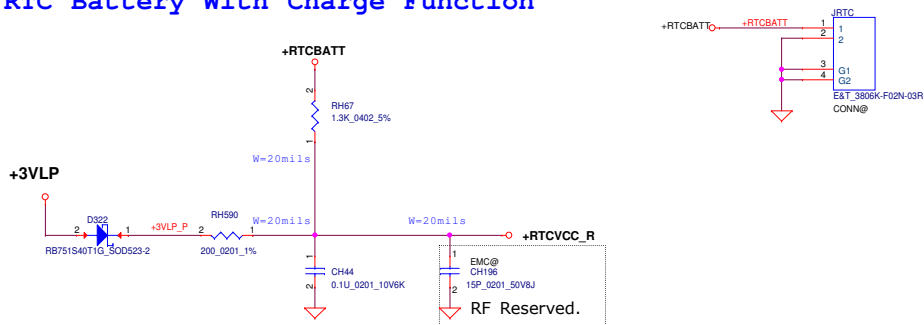 RTC Battery With Charge Function
+RTCBATT
2
RH67
1.3K_0402_5%
1
W=20mils
+3VLP
D322
2
1
+3VLP_P
RB751S40T1G_SOD523-2
RH590
2
1
200_0201_1%
W=20mils
W=20mils
+RTCVCC_R
1
CH44
2
0.1U_0201_10V6K
1
EMC@
CH196
2
15P_0201_50V8J
RF Reserved.
JRTC
+RTCBATT
+RTCBATT
1
1
2
2
3
G1
4
G2
E&T_3806K-F02N-03R
CONN@